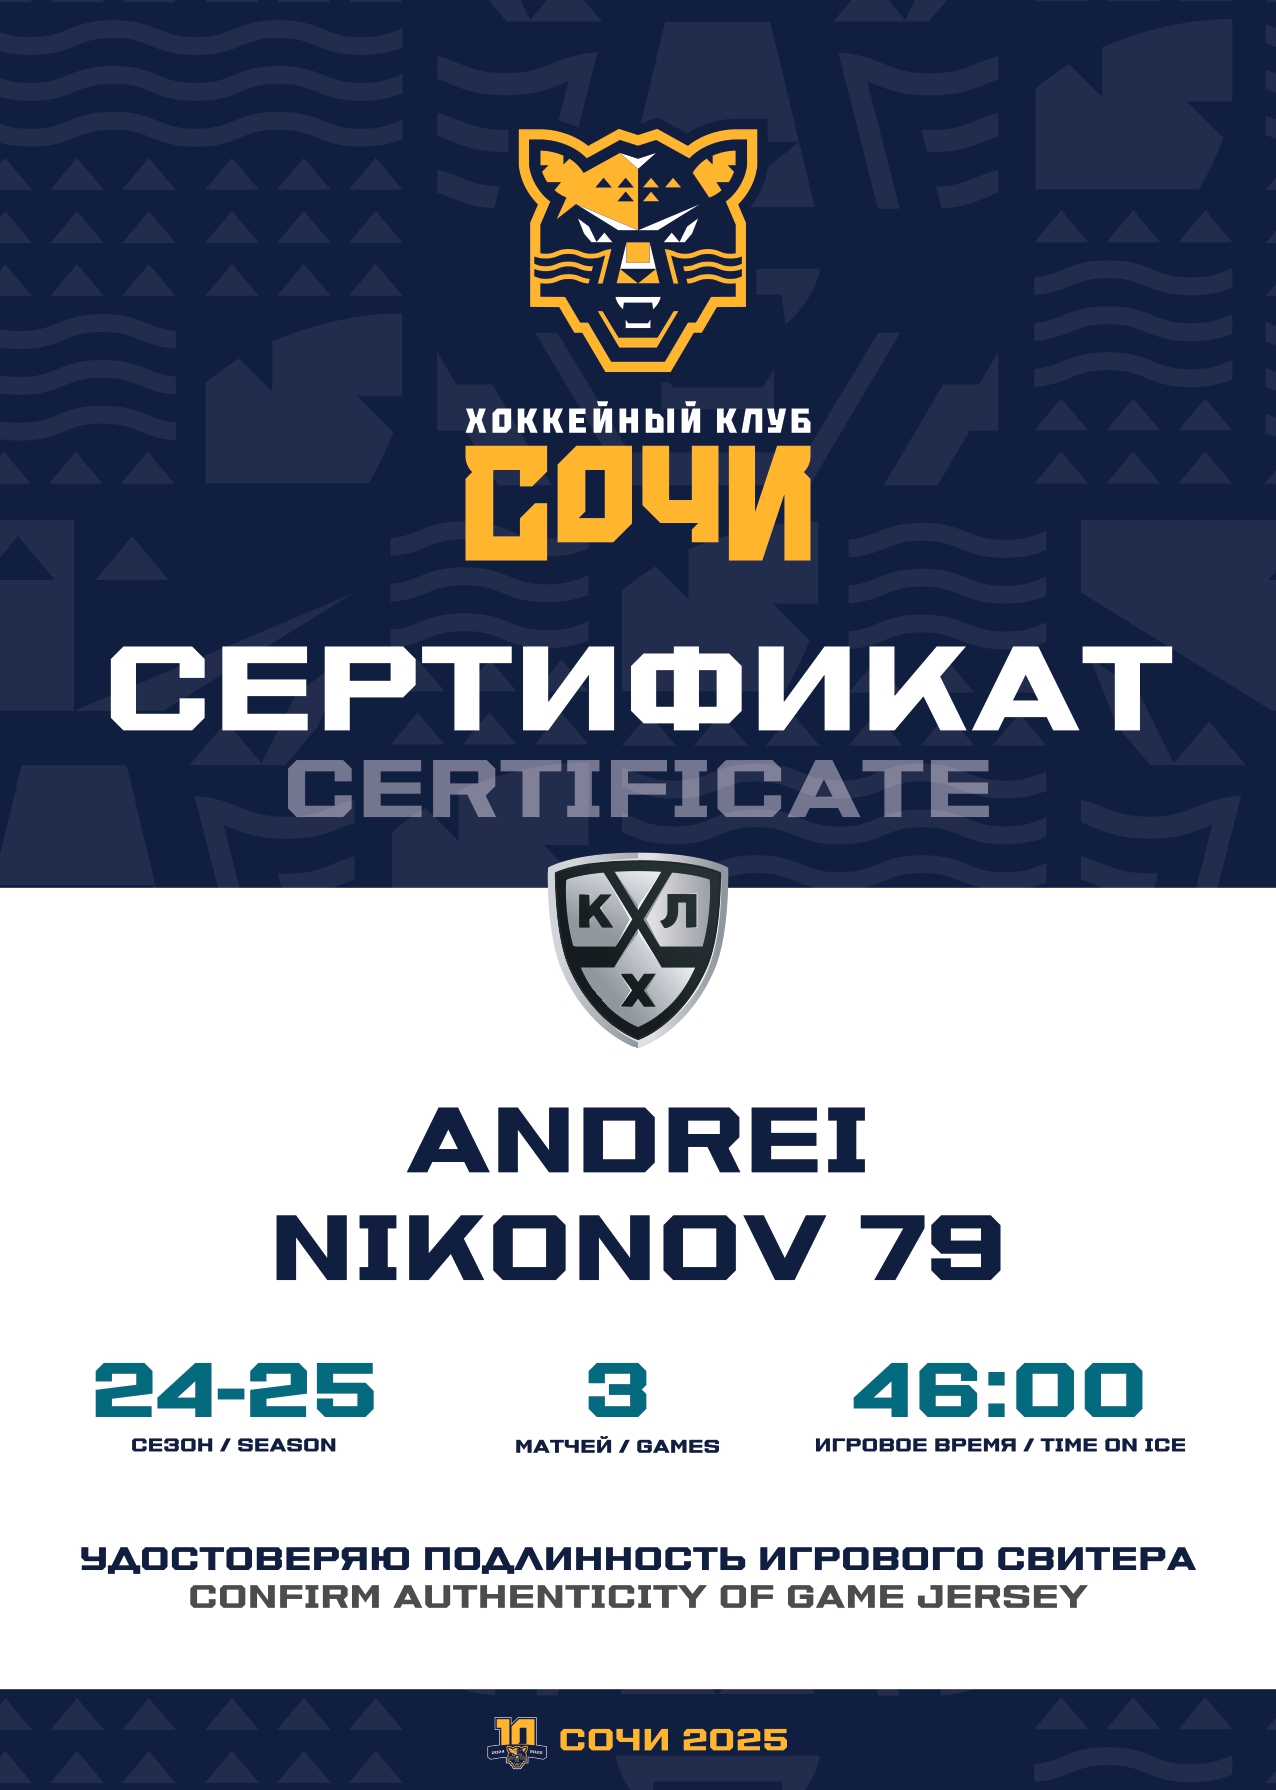 ХОККЕЙНЫЙ КЛУБ
СОЧИ
СЕРТИФИКАТ
CERTIFICATE
К Л
Х
ANDREI
NIKONOV 79
24-25 3 46:00
СЕЗОН / SEASON МАТЧЕЙ / GAMES ИГРОВОЕ ВРЕМЯ / TIME ON ICE
УДОСТОВЕРЯЮ ПОДЛИННОСТЬ ИГРОВОГО СВИТЕРА
CONFIRM AUTHENTICITY OF GAME JERSEY
10 СОЧИ 2025